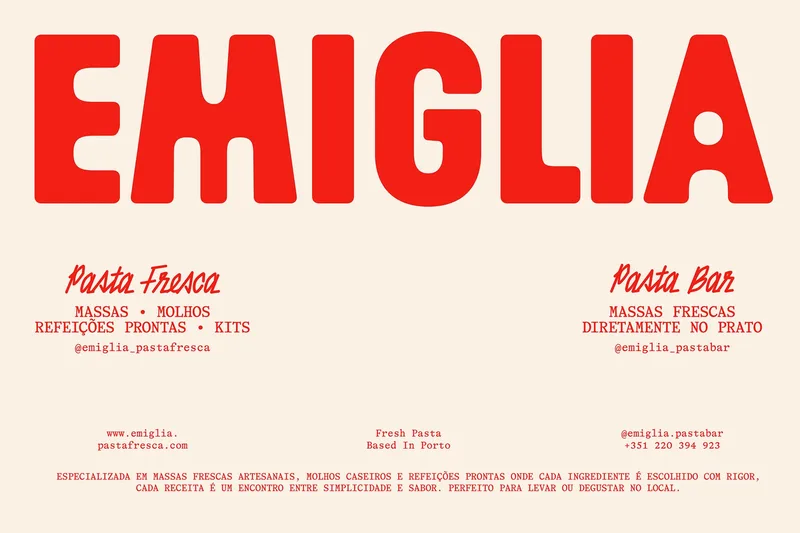 EMIGLIA
Pasta Fresca
MASSAS • MOLHOS
REFEIÇÕES PRONTAS • KITS
@emiglia_pastafresca
Pasta Bar
MASSAS FRESCAS
DIRETAMENTE NO PRATO
@emiglia_pastabar
www.emiglia.
pastafresca.com
Fresh Pasta
Based In Porto
@emiglia.pastabar
+351 220 394 923
ESPECIALIZADA EM MASSAS FRESCAS ARTESANAIS, MOLHOS CASEIROS E REFEIÇÕES PRONTAS ONDE CADA INGREDIENTE É ESCOLHIDO COM RIGOR,
CADA RECEITA É UM ENCONTRO ENTRE SIMPLICIDADE E SABOR. PERFEITO PARA LEVAR OU DEGUSTAR NO LOCAL.